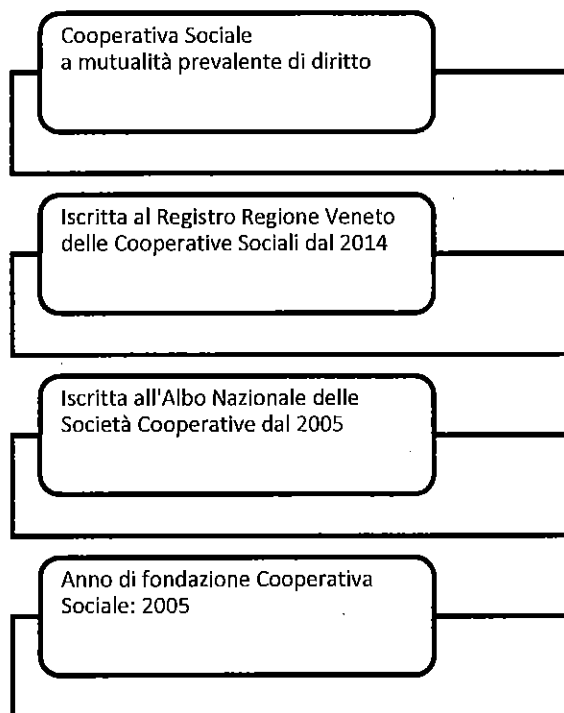 Cooperativa Sociale
a mutualità prevalente di diritto
Iscritta al Registro Regione Veneto
delle Cooperative Sociali dal 2014
Iscritta all'Albo Nazionale delle
Società Cooperative dal 2005
Anno di fondazione Cooperativa
Sociale: 2005